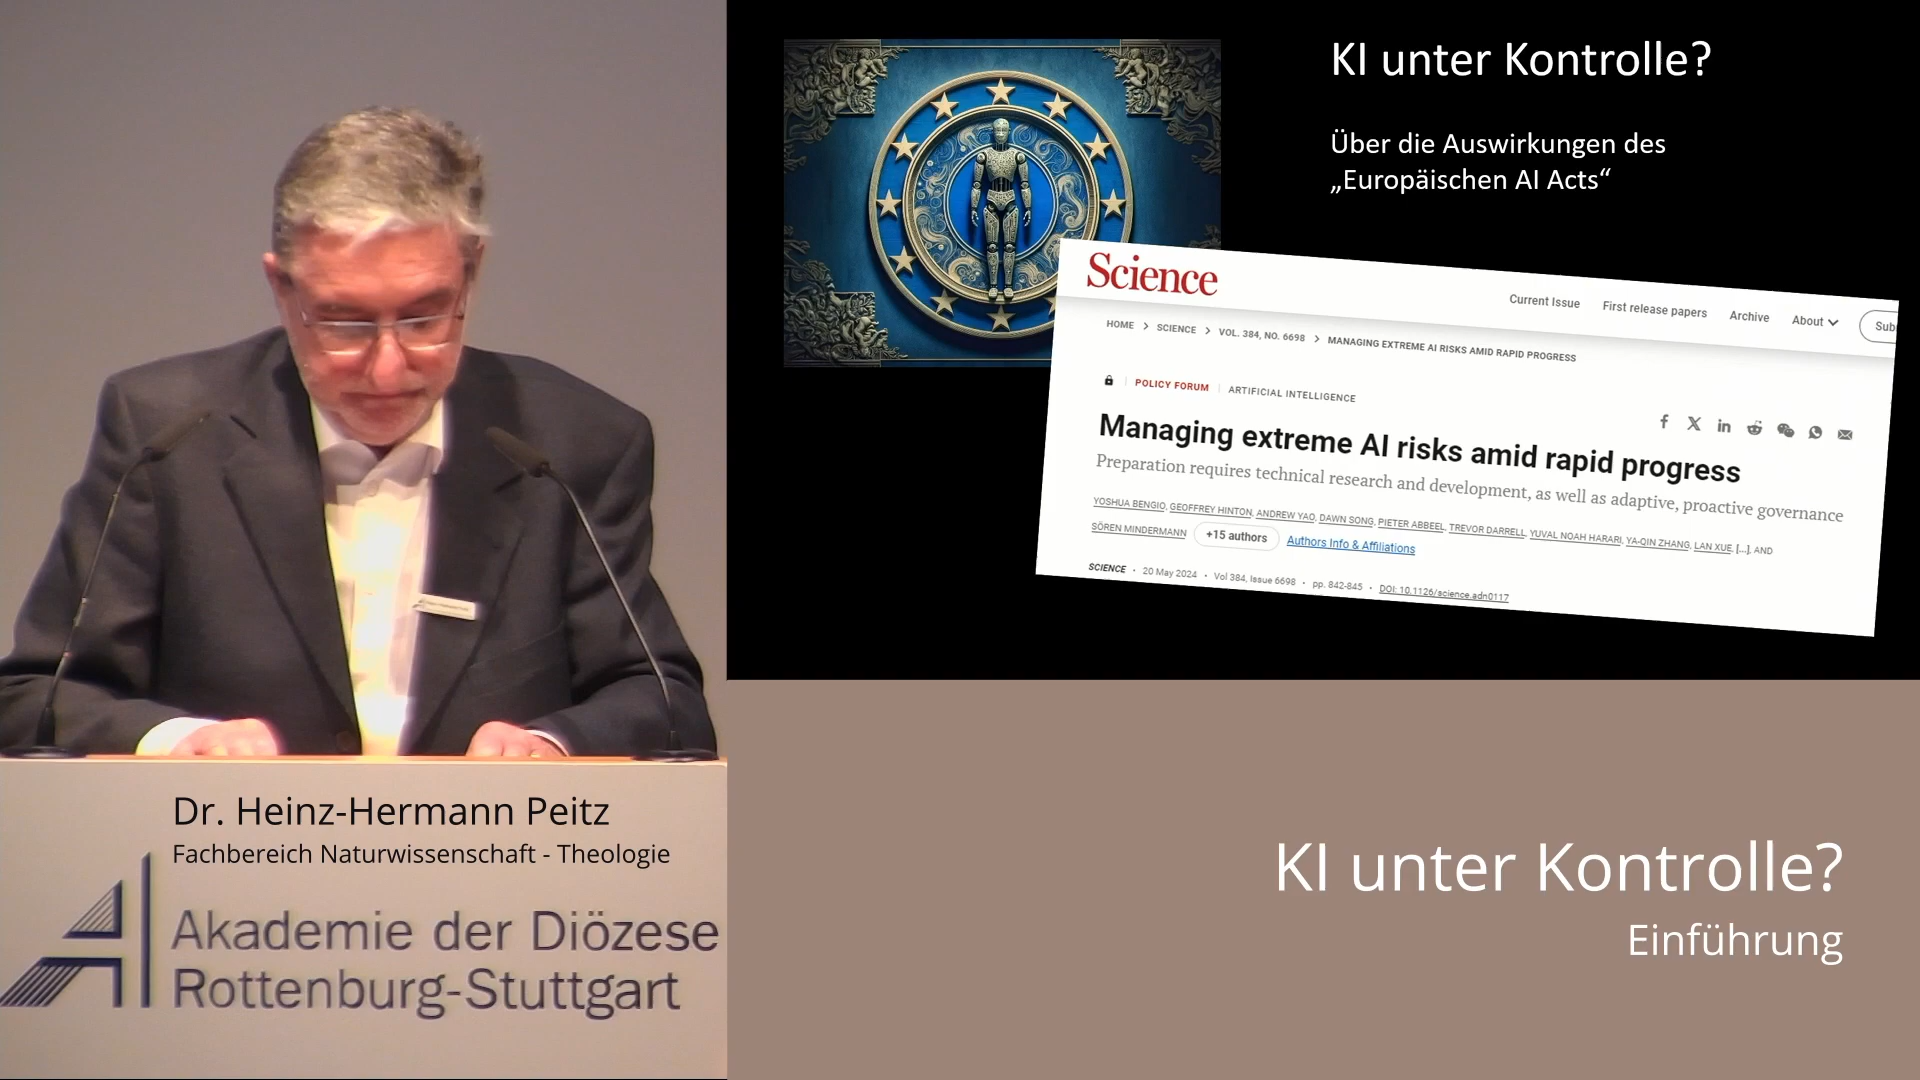 KI unter Kontrolle?
Über die Auswirkungen des
„Europäischen AI Acts“
Science
Current Issue First release papers Archive About
HOME > SCIENCE > VOL. 384, NO. 6698 > MANAGING EXTREME AI RISKS AMID RAPID PROGRESS
POLICY FORUM | ARTIFICIAL INTELLIGENCE
Managing extreme AI risks amid rapid progress
Preparation requires technical research and development, as well as adaptive, proactive governance
YOSHUA BENGIO, GEOFFREY HINTON, ANDREW YAO, DAWN SONG, PIETER ABBEEL, TREVOR DARRELL, YUVAL NOAH HARARI, YA-QIN ZHANG, LAN XUE, [...], AND
SÖREN MINDERMANN +15 authors Authors Info & Affiliations
SCIENCE • 20 May 2024 • Vol 384, Issue 6698 • pp. 842-845 • DOI: 10.1126/science.adn0117
Dr. Heinz-Hermann Peitz
Fachbereich Naturwissenschaft - Theologie
Akademie der Diözese
Rottenburg-Stuttgart
KI unter Kontrolle?
Einführung